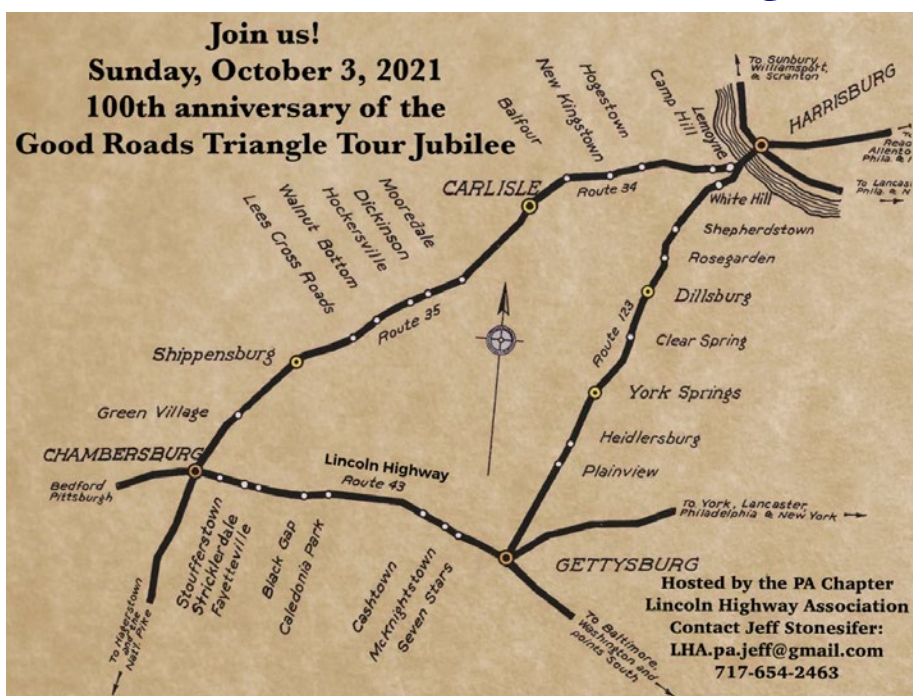 Join us!
Sunday, October 3, 2021
100th anniversary of the
Good Roads Triangle Tour Jubilee
To Sunbury,
Williamsport,
& Scranton
HARRISBURG
Read
Phila. &
To Lancas
Phila. & N
Lemoyne
Camp Hill
Hogestown
New Kingstown
Balfour
Route 34
CARLISLE
White Hill
Shepherdstown
Rosegarden
Dillsburg
Route 123
Clear Spring
York Springs
Heidlersburg
Plainview
Mooredale
Dickinson
Hockersville
Walnut Bottom
Lees Cross Roads
Route 35
Shippensburg
Green Village
CHAMBERSBURG
Bedford
Pittsburgh
Lincoln Highway
Route 43
To York, Lancaster,
Philadelphia & New York
GETTYSBURG
Stoufferstown
Stricklerdale
Fayetteville
Black Gap
Caledonia Park
Cashtown
McKnightstown
Seven Stars
To Hagerstown
and the
Nat'l. Pike
To Baltimore,
Washington and
points South
Hosted by the PA Chapter
Lincoln Highway Association
Contact Jeff Stonesifer:
LHA.pa.jeff@gmail.com
717-654-2463